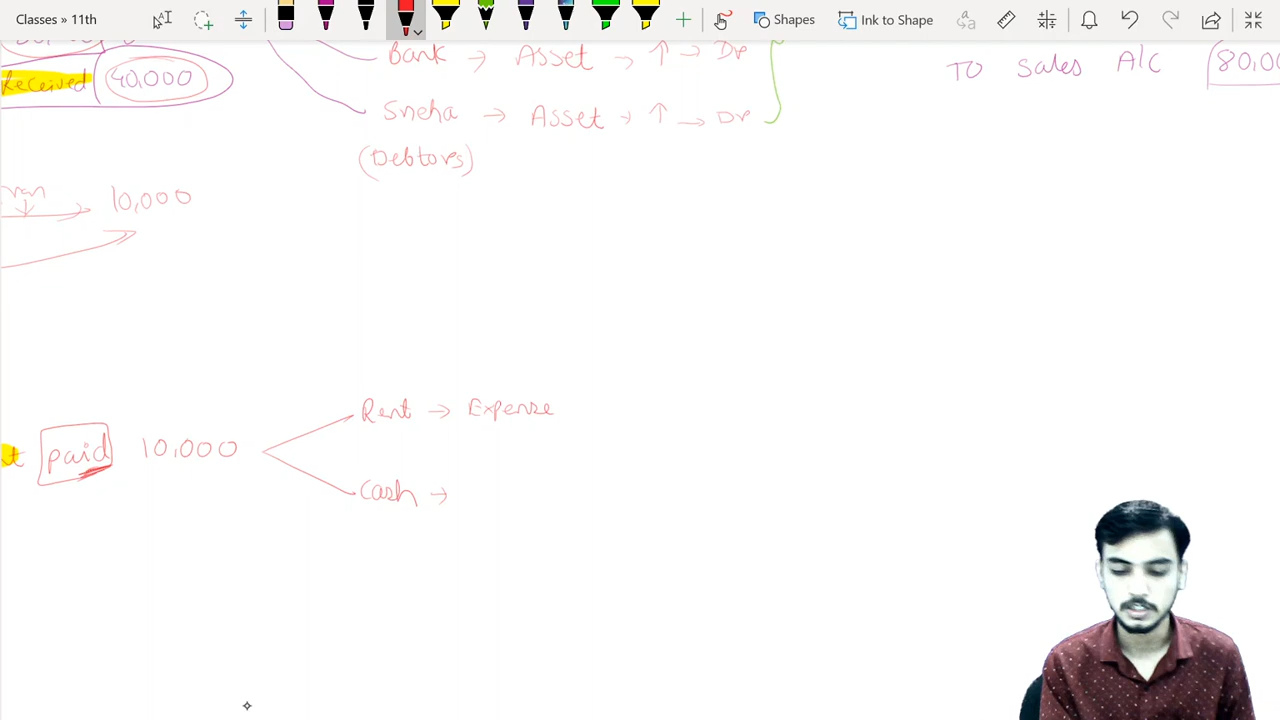 Classes » 11th
Shapes
Ink to Shape
Received 40,000
Bank → Asset → ↑ → Dr
To Sales A/C
Sneha → Asset → ↑ → Dr
(Debtors)
10,000
Rent → Expense
paid 10,000
Cash →